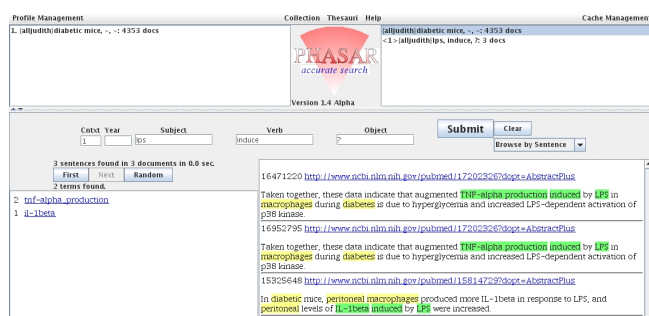 Profile Management
Collection Thesauri Help
Cache Management
1. (alljudith)diabetic mice, -, -: 4353 docs
PHASAR
accurate search
Version 1.4 Alpha
(alljudith)diabetic mice, -, -: 4353 docs
<1>(alljudith)lps, induce, ?: 3 docs
Cntxt Year Subject Verb Object
1 lps induce ?
Submit Clear
Browse by Sentence
3 sentences found in 3 documents in 0.0 sec.
First Next Random
2 terms found.
2 tnf-alpha_production
1 il-1beta
16471220 http://www.ncbi.nlm.nih.gov/pubmed/17202326?dopt=AbstractPlus
Taken together, these data indicate that augmented TNF-alpha production induced by LPS in
macrophages during diabetes is due to hyperglycemia and increased LPS-dependent activation of
p38 kinase.
16952795 http://www.ncbi.nlm.nih.gov/pubmed/17202326?dopt=AbstractPlus
Taken together, these data indicate that augmented TNF-alpha production induced by LPS in
macrophages during diabetes is due to hyperglycemia and increased LPS-dependent activation of
p38 kinase.
15325648 http://www.ncbi.nlm.nih.gov/pubmed/15814729?dopt=AbstractPlus
In diabetic mice, peritoneal macrophages produced more IL-1beta in response to LPS, and
peritoneal levels of IL-1beta induced by LPS were increased.